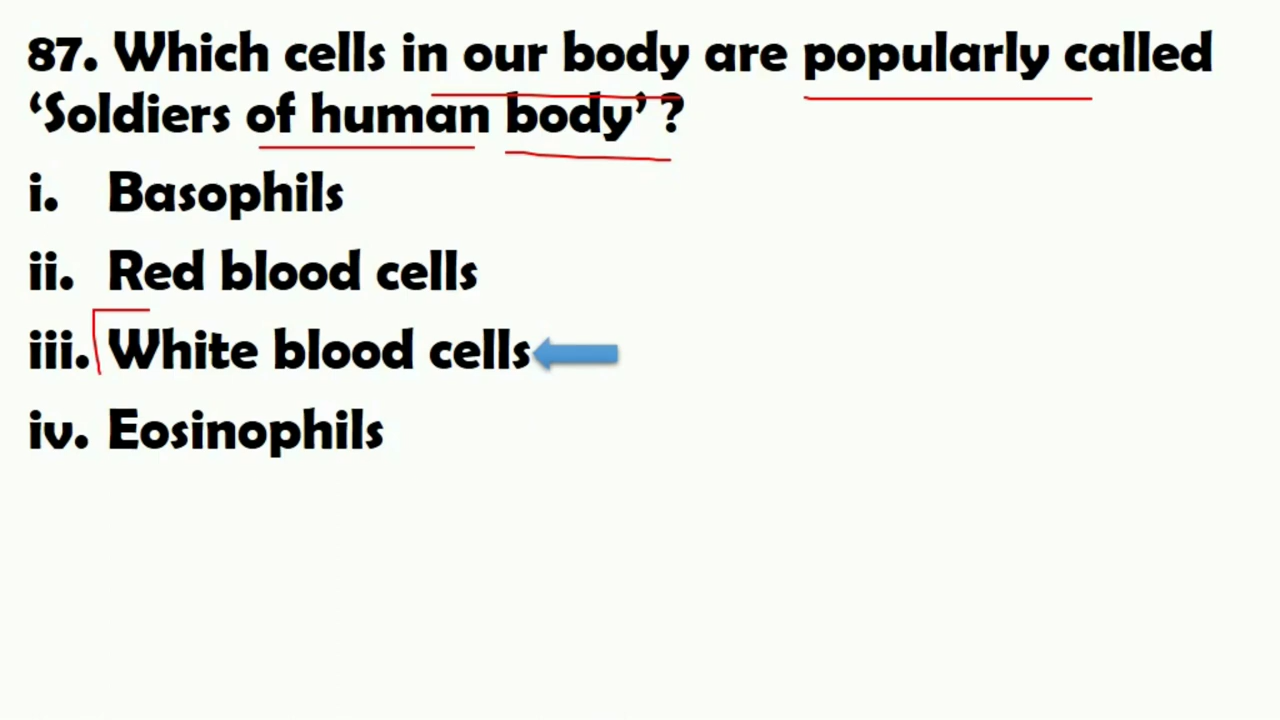 87. Which cells in our body are popularly called
‘Soldiers of human body’ ?
i. Basophils
ii. Red blood cells
iii. White blood cells
iv. Eosinophils